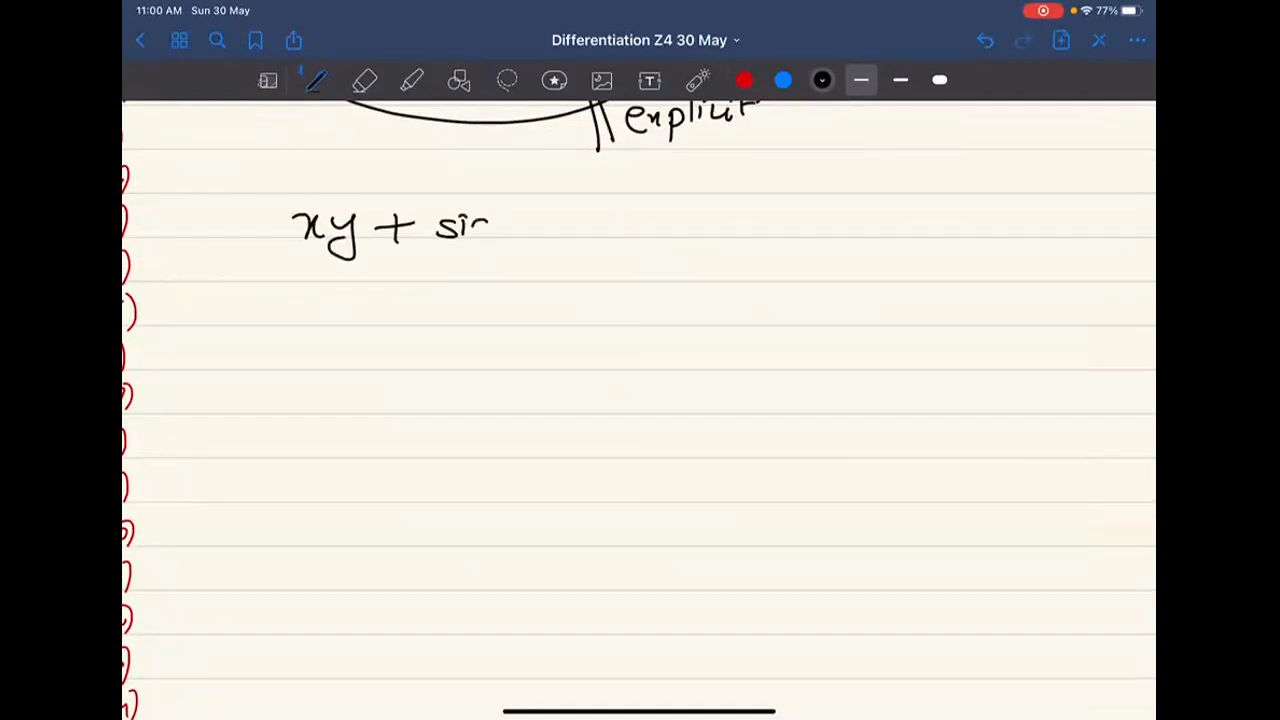 11:00 AM Sun 30 May
77%
Differentiation Z4 30 May
explicit
xy + sin